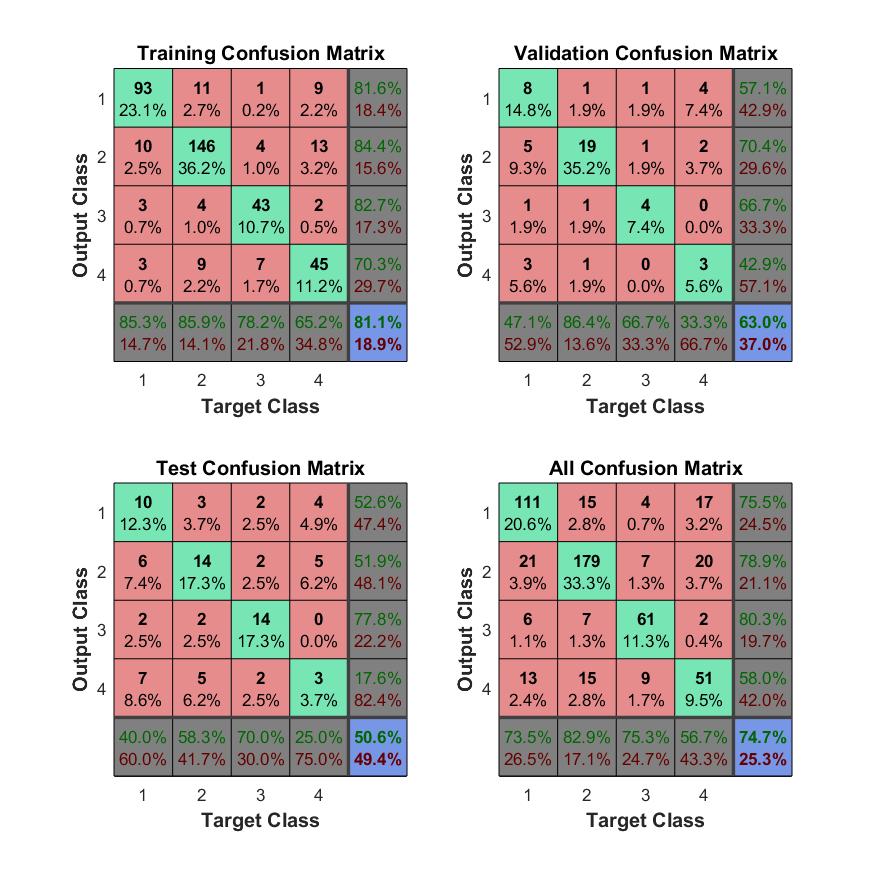 Training Confusion Matrix
Output Class
1
93 11 1 9 81.6%
23.1% 2.7% 0.2% 2.2% 18.4%
2
10 146 4 13 84.4%
2.5% 36.2% 1.0% 3.2% 15.6%
3
3 4 43 2 82.7%
0.7% 1.0% 10.7% 0.5% 17.3%
4
3 9 7 45 70.3%
0.7% 2.2% 1.7% 11.2% 29.7%
85.3% 85.9% 78.2% 65.2% 81.1%
14.7% 14.1% 21.8% 34.8% 18.9%
1 2 3 4
Target Class
Validation Confusion Matrix
Output Class
1
8 1 1 4 57.1%
14.8% 1.9% 1.9% 7.4% 42.9%
2
5 19 1 2 70.4%
9.3% 35.2% 1.9% 3.7% 29.6%
3
1 1 4 0 66.7%
1.9% 1.9% 7.4% 0.0% 33.3%
4
3 1 0 3 42.9%
5.6% 1.9% 0.0% 5.6% 57.1%
47.1% 86.4% 66.7% 33.3% 63.0%
52.9% 13.6% 33.3% 66.7% 37.0%
1 2 3 4
Target Class
Test Confusion Matrix
Output Class
1
10 3 2 4 52.6%
12.3% 3.7% 2.5% 4.9% 47.4%
2
6 14 2 5 51.9%
7.4% 17.3% 2.5% 6.2% 48.1%
3
2 2 14 0 77.8%
2.5% 2.5% 17.3% 0.0% 22.2%
4
7 5 2 3 17.6%
8.6% 6.2% 2.5% 3.7% 82.4%
40.0% 58.3% 70.0% 25.0% 50.6%
60.0% 41.7% 30.0% 75.0% 49.4%
1 2 3 4
Target Class
All Confusion Matrix
Output Class
1
111 15 4 17 75.5%
20.6% 2.8% 0.7% 3.2% 24.5%
2
21 179 7 20 78.9%
3.9% 33.3% 1.3% 3.7% 21.1%
3
6 7 61 2 80.3%
1.1% 1.3% 11.3% 0.4% 19.7%
4
13 15 9 51 58.0%
2.4% 2.8% 1.7% 9.5% 42.0%
73.5% 82.9% 75.3% 56.7% 74.7%
26.5% 17.1% 24.7% 43.3% 25.3%
1 2 3 4
Target Class